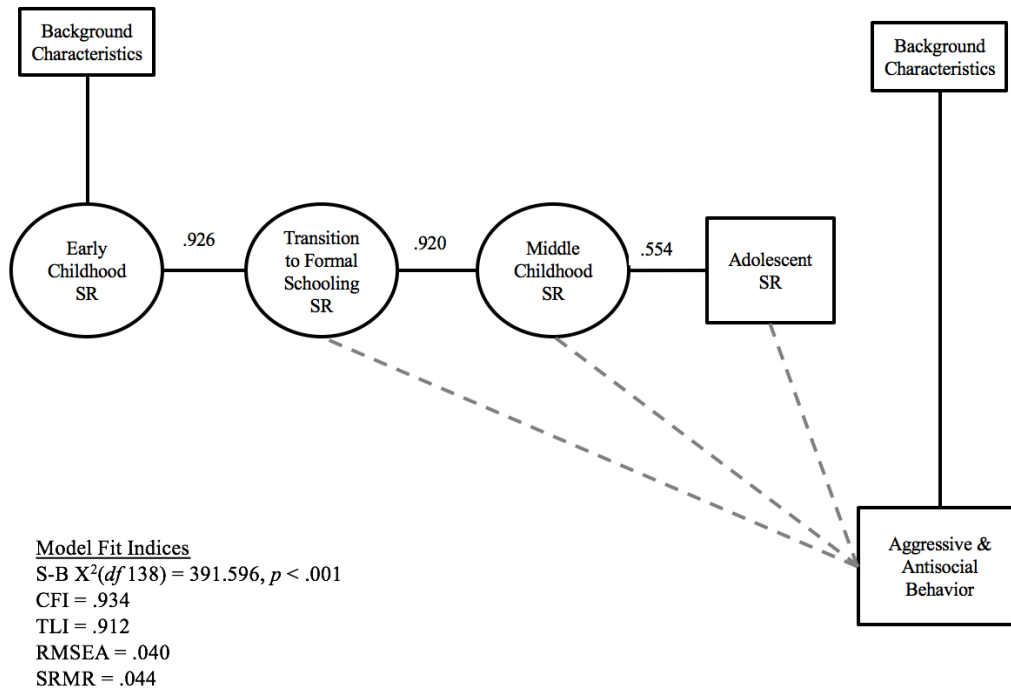 Background
Characteristics
Background
Characteristics
Early
Childhood
SR
.926
Transition
to Formal
Schooling
SR
.920
Middle
Childhood
SR
.554
Adolescent
SR
Aggressive &
Antisocial
Behavior
Model Fit Indices
S-B X²(df 138) = 391.596, p < .001
CFI = .934
TLI = .912
RMSEA = .040
SRMR = .044